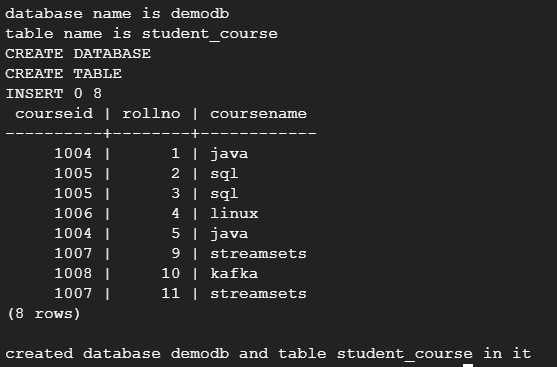 database name is demodb
table name is student_course
CREATE DATABASE
CREATE TABLE
INSERT 0 8
 courseid | rollno | coursename
----------+--------+------------
     1004 |      1 | java
     1005 |      2 | sql
     1005 |      3 | sql
     1006 |      4 | linux
     1004 |      5 | java
     1007 |      9 | streamsets
     1008 |     10 | kafka
     1007 |     11 | streamsets
(8 rows)

created database demodb and table student_course in it